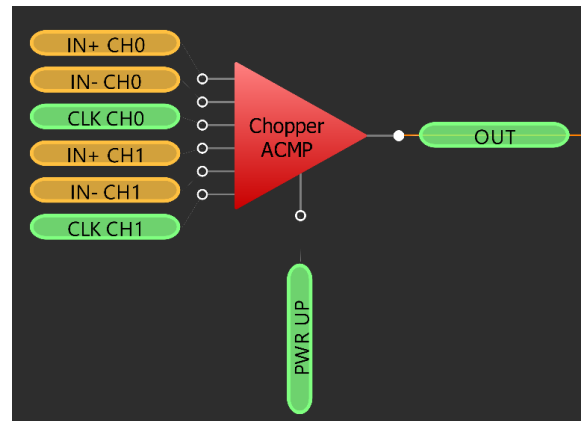 IN+ CH0
IN- CH0
CLK CH0
IN+ CH1
IN- CH1
CLK CH1
Chopper
ACMP
OUT
PWR UP